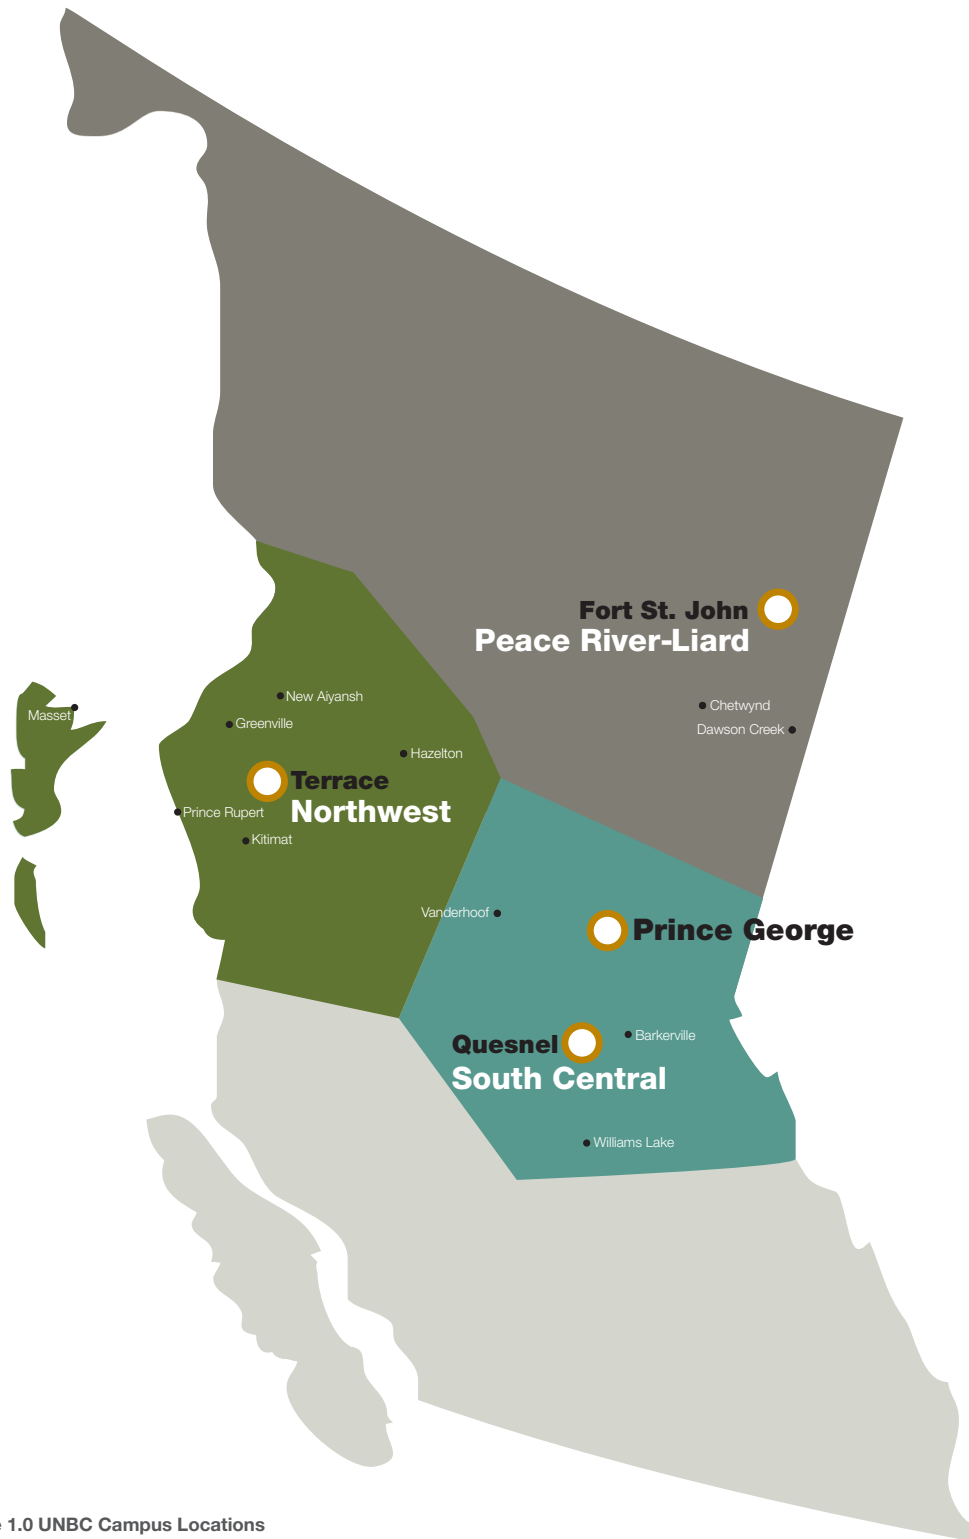 Fort St. John
Peace River-Liard
New Aiyansh
Chetwynd
Masset
Greenville
Dawson Creek
Hazelton
Terrace
Northwest
Prince Rupert
Kitimat
Vanderhoof
Prince George
Barkerville
Quesnel
South Central
Williams Lake
1.0 UNBC Campus Locations